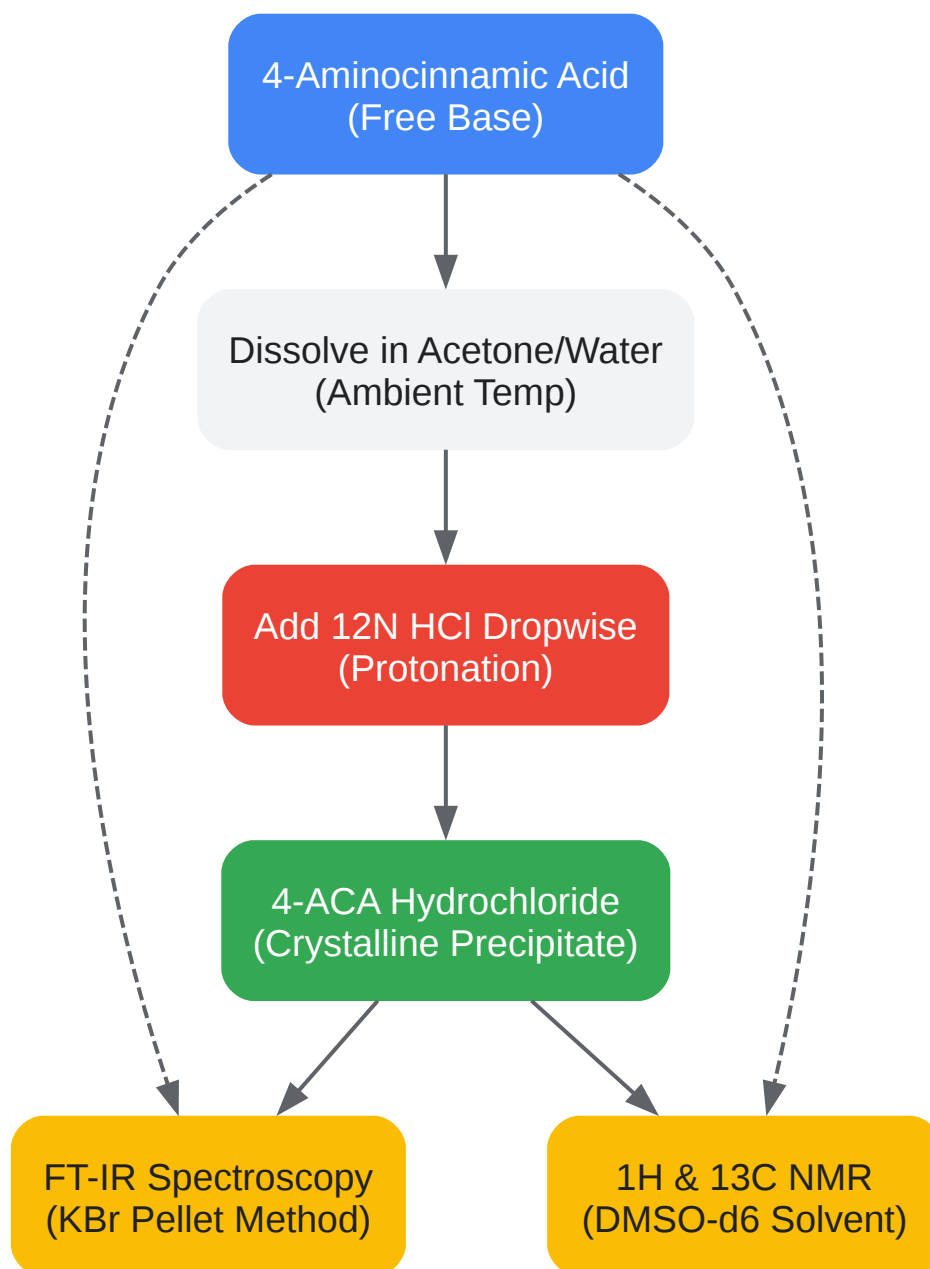 4-Aminocinnamic Acid
(Free Base)
Dissolve in Acetone/Water
(Ambient Temp)
Add 12N HCl Dropwise
(Protonation)
4-ACA Hydrochloride
(Crystalline Precipitate)
FT-IR Spectroscopy
(KBr Pellet Method)
1H & 13C NMR
(DMSO-d6 Solvent)